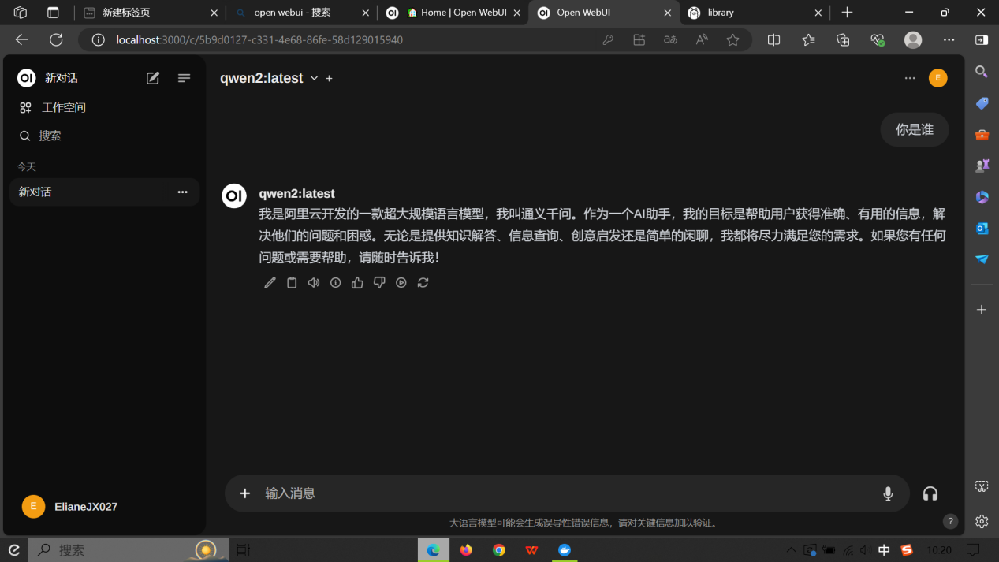 新建标签页
open webui - 搜索
Home | Open WebUI
Open WebUI
library
localhost:3000/c/5b9d0127-c331-4e68-86fe-58d129015940
OI 新对话
qwen2:latest
E
工作空间
搜索
今天
新对话
你是谁
OI
qwen2:latest
我是阿里云开发的一款超大规模语言模型，我叫通义千问。作为一个AI助手，我的目标是帮助用户获得准确、有用的信息，解
决他们的问题和困惑。无论是提供知识解答、信息查询、创意启发还是简单的闲聊，我都将尽力满足您的需求。如果您有任何
问题或需要帮助，请随时告诉我！
输入消息
E ElianeJX027
大语言模型可能会生成误导性错误信息，请对关键信息加以验证。
?
搜索
中
10:20